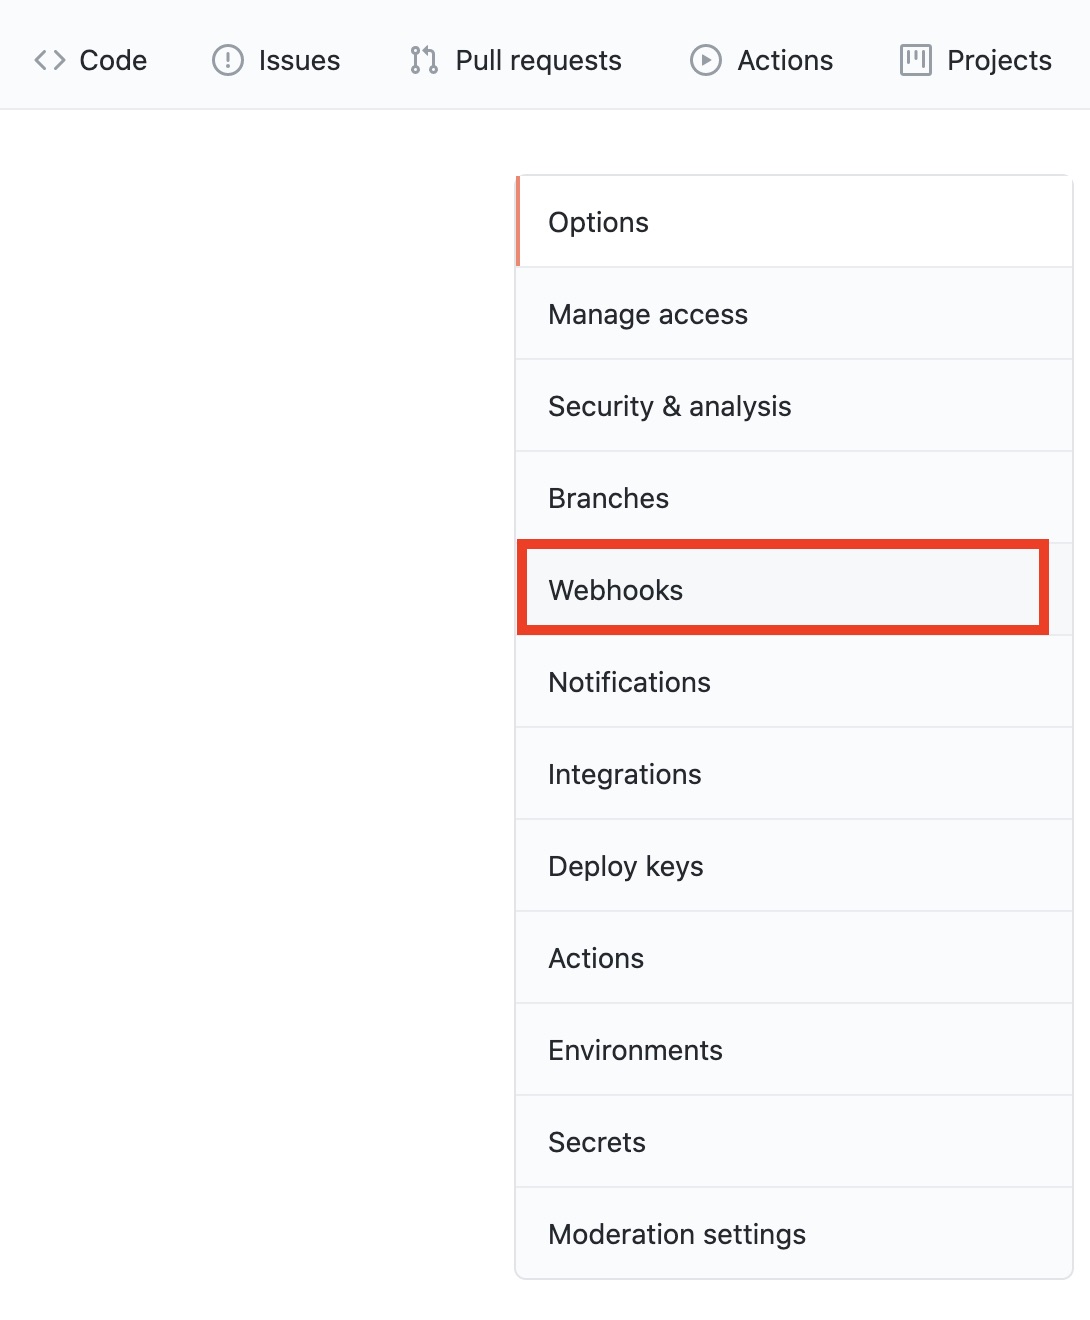 Code Issues Pull requests Actions Projects
Options
Manage access
Security & analysis
Branches
Webhooks
Notifications
Integrations
Deploy keys
Actions
Environments
Secrets
Moderation settings